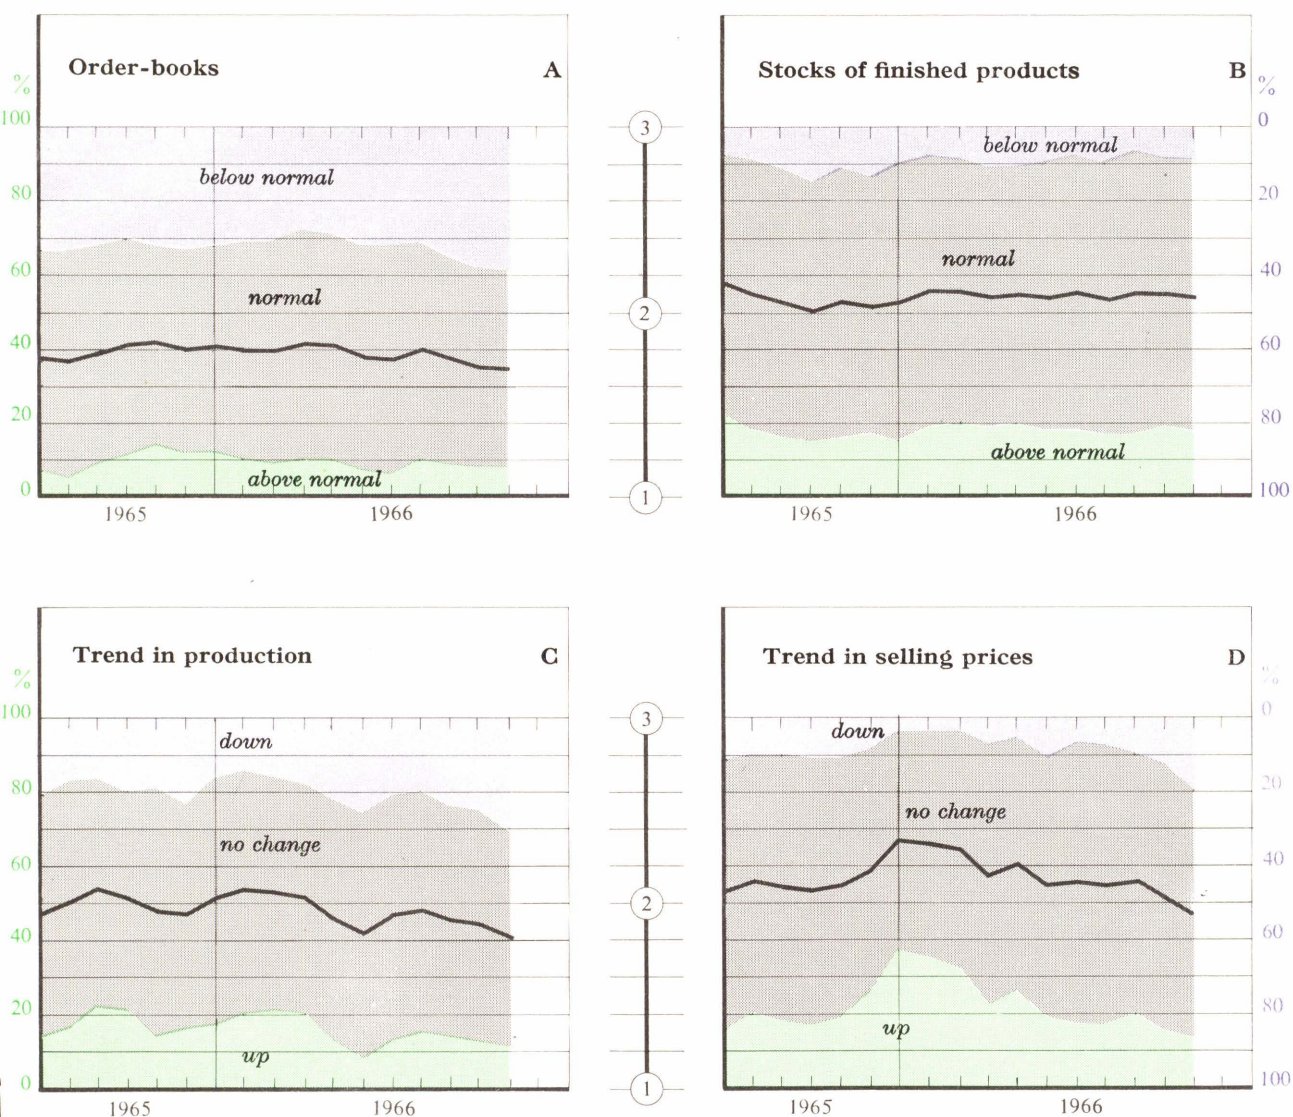 Order-books A
%
100
80
60
40
20
0
below normal
normal
above normal
1965 1966
3
2
1
Stocks of finished products B
%
0
20
40
60
80
100
below normal
normal
above normal
1965 1966
Trend in production C
%
100
80
60
40
20
0
down
no change
up
1965 1966
3
2
1
Trend in selling prices D
%
0
20
40
60
80
100
down
no change
up
1965 1966